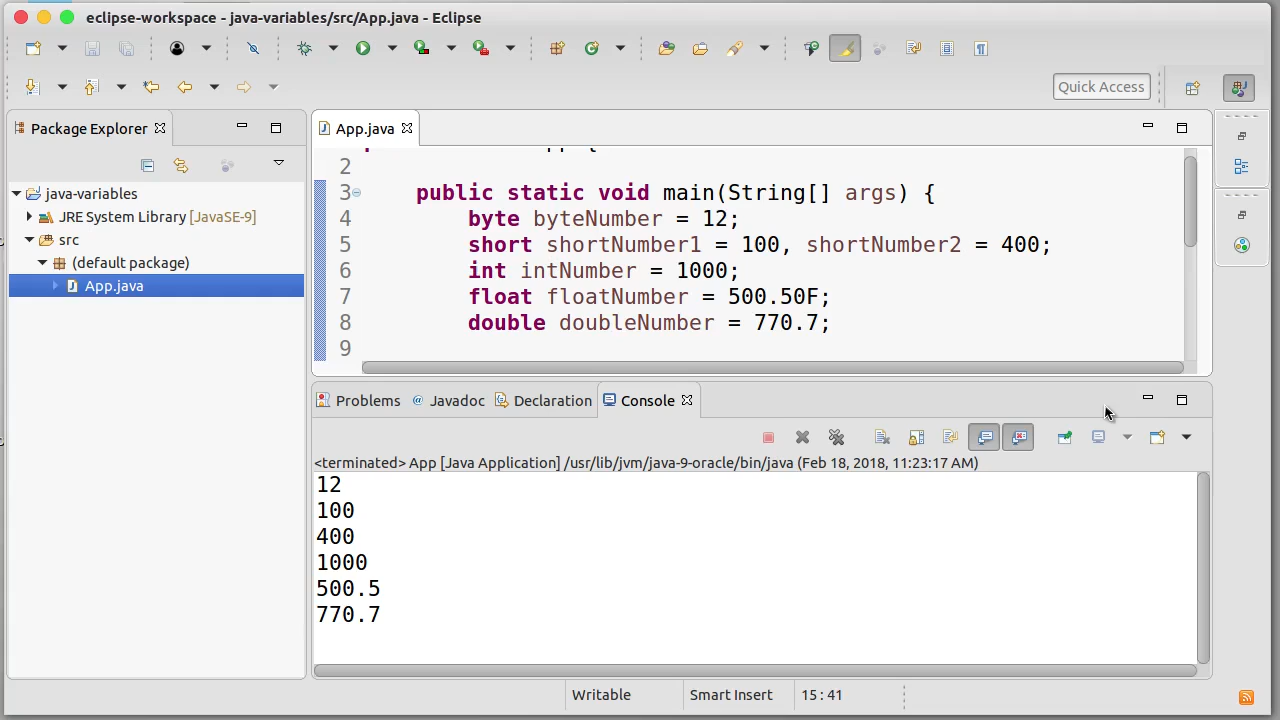 eclipse-workspace - java-variables/src/App.java - Eclipse
Quick Access
Package Explorer
java-variables
JRE System Library [JavaSE-9]
src
(default package)
App.java
App.java
2
3 public static void main(String[] args) {
4 byte byteNumber = 12;
5 short shortNumber1 = 100, shortNumber2 = 400;
6 int intNumber = 1000;
7 float floatNumber = 500.50F;
8 double doubleNumber = 770.7;
9
Problems @ Javadoc Declaration Console
<terminated> App [Java Application] /usr/lib/jvm/java-9-oracle/bin/java (Feb 18, 2018, 11:23:17 AM)
12
100
400
1000
500.5
770.7
Writable Smart Insert 15 : 41